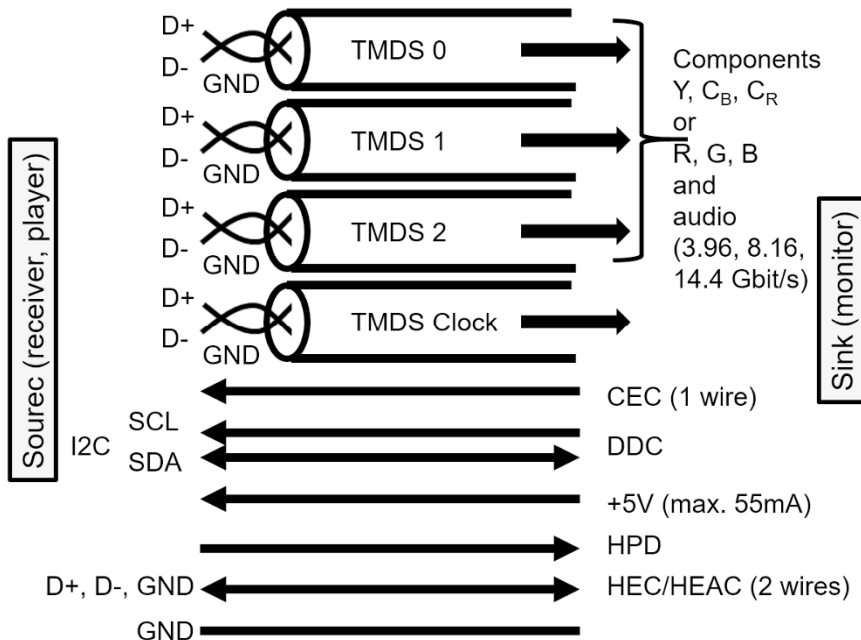 D+
D-
GND
TMDS 0
D+
D-
GND
TMDS 1
D+
D-
GND
TMDS 2
D+
D-
GND
TMDS Clock
Components
Y, CB, CR
or
R, G, B
and
audio
(3.96, 8.16,
14.4 Gbit/s)
Sourec (receiver, player)
Sink (monitor)
CEC (1 wire)
I2C
SCL
SDA
DDC
+5V (max. 55mA)
HPD
D+, D-, GND
HEC/HEAC (2 wires)
GND